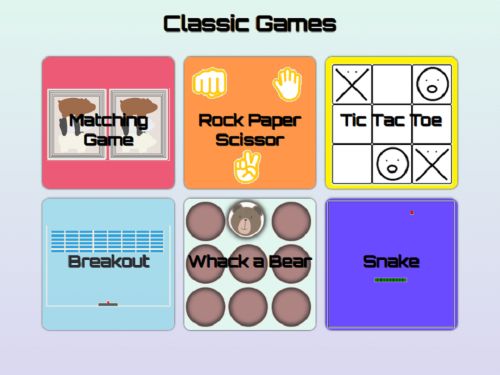 Classic Games
Matching
Game
Rock Paper
Scissor
Tic Tac Toe
Breakout
Whack a Bear
Snake